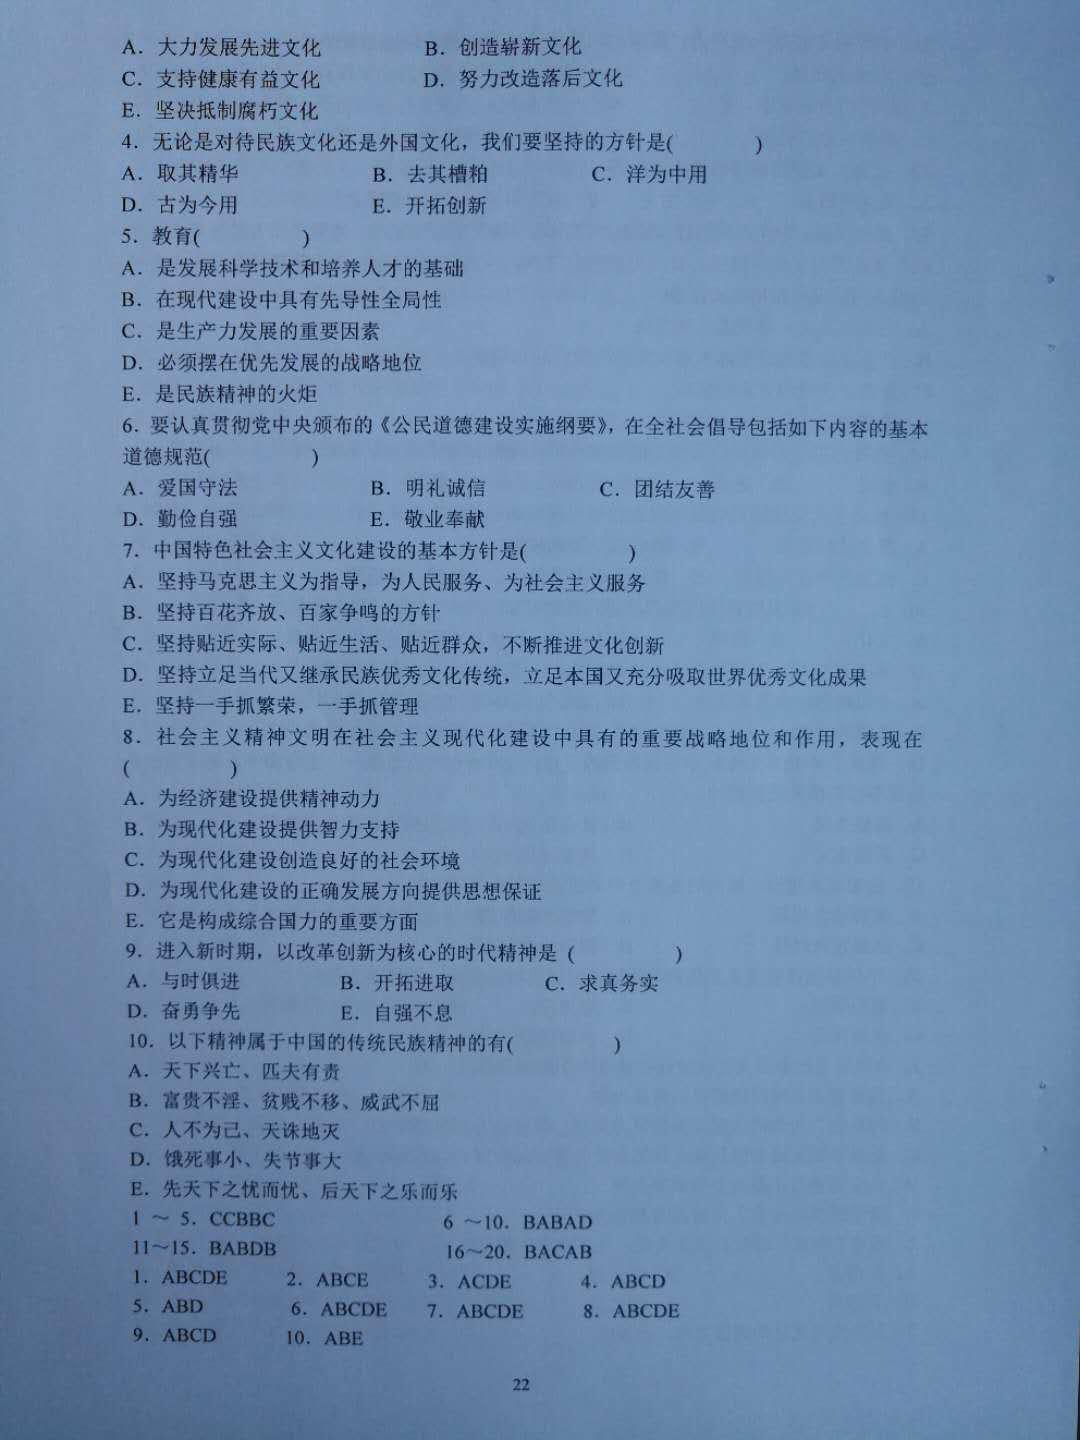 A．大力发展先进文化 B．创造崭新文化
C．支持健康有益文化 D．努力改造落后文化
E．坚决抵制腐朽文化
4．无论是对待民族文化还是外国文化，我们要坚持的方针是( )
A．取其精华 B．去其槽粕 C．洋为中用
D．古为今用 E．开拓创新
5．教育( )
A．是发展科学技术和培养人才的基础
B．在现代建设中具有先导性全局性
C．是生产力发展的重要因素
D．必须摆在优先发展的战略地位
E．是民族精神的火炬
6．要认真贯彻党中央颁布的《公民道德建设实施纲要》，在全社会倡导包括如下内容的基本
道德规范( )
A．爱国守法 B．明礼诚信 C．团结友善
D．勤俭自强 E．敬业奉献
7．中国特色社会主义文化建设的基本方针是( )
A．坚持马克思主义为指导，为人民服务、为社会主义服务
B．坚持百花齐放、百家争鸣的方针
C．坚持贴近实际、贴近生活、贴近群众，不断推进文化创新
D．坚持立足当代又继承民族优秀文化传统，立足本国又充分吸取世界优秀文化成果
E．坚持一手抓繁荣，一手抓管理
8．社会主义精神文明在社会主义现代化建设中具有的重要战略地位和作用，表现在
( )
A．为经济建设提供精神动力
B．为现代化建设提供智力支持
C．为现代化建设创造良好的社会环境
D．为现代化建设的正确发展方向提供思想保证
E．它是构成综合国力的重要方面
9．进入新时期，以改革创新为核心的时代精神是 ( )
A．与时俱进 B．开拓进取 C．求真务实
D．奋勇争先 E．自强不息
10．以下精神属于中国的传统民族精神的有( )
A．天下兴亡、匹夫有责
B．富贵不淫、贫贱不移、威武不屈
C．人不为己、天诛地灭
D．饿死事小、失节事大
E．先天下之忧而忧、后天下之乐而乐
1 ～ 5．CCBBC 6 ～10．BABAD
11～15．BABDB 16～20．BACAB
1．ABCDE 2．ABCE 3．ACDE 4．ABCD
5．ABD 6．ABCDE 7．ABCDE 8．ABCDE
9．ABCD 10．ABE
22